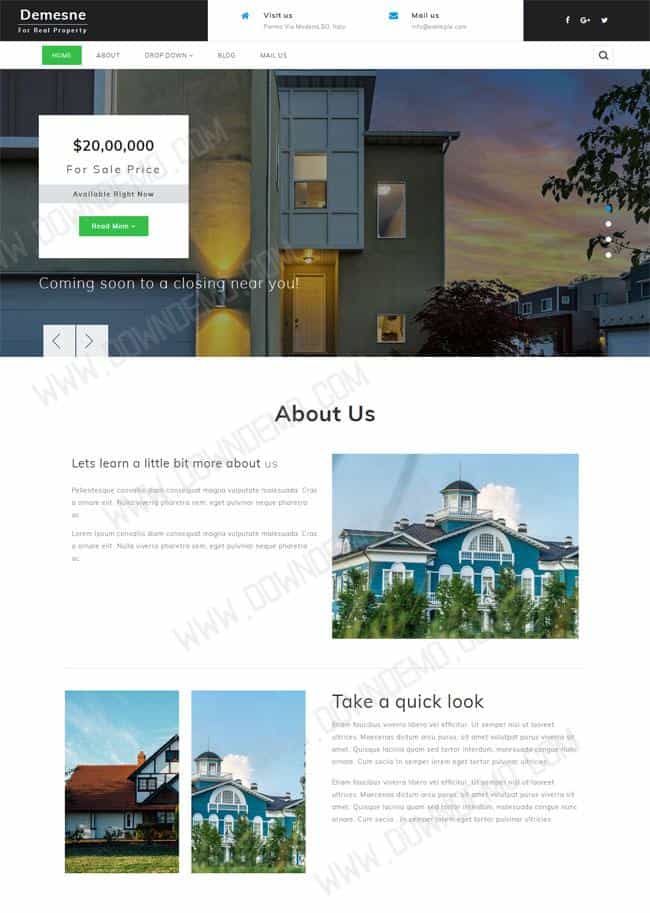 Demesne
For Real Property
Visit us
Parma Via Modena,BO, Italy
Mail us
info@example.com
HOME
ABOUT
DROP DOWN
BLOG
MAIL US
$20,00,000
For Sale Price
Available Right Now
Read More
Coming soon to a closing near you!
About Us
Lets learn a little bit more about us
Pellentesque convallis diam consequat magna vulputate malesuada. Cras
a ornare elit. Nulla viverra pharetra sem, eget pulvinar neque pharetra
ac.
Lorem Ipsum convallis diam consequat magna vulputate malesuada. Cras
a ornare elit. Nulla viverra pharetra sem, eget pulvinar neque pharetra
ac.
Take a quick look
Etiam faucibus viverra libero vel efficitur. Ut semper nisl ut laoreet
ultrices. Maecenas dictum arcu purus, sit amet volutpat purus viverra sit
amet. Quisque lacinia quam sed tortor interdum, malesuada congue nunc
ornare. Cum sociis In semper lorem eget tortor pulvinar ultricies.
Etiam faucibus viverra libero vel efficitur. Ut semper nisl ut laoreet
ultrices. Maecenas dictum arcu purus, sit amet volutpat purus viverra sit
amet. Quisque lacinia quam sed tortor interdum, malesuada congue nunc
ornare. Cum sociis . In semper lorem eget tortor pulvinar ultricies.
WWW.DOWNDEMO.COM
WWW.DOWNDEMO.COM
WWW.DOWNDEMO.COM
WWW.DOWNDEMO.COM